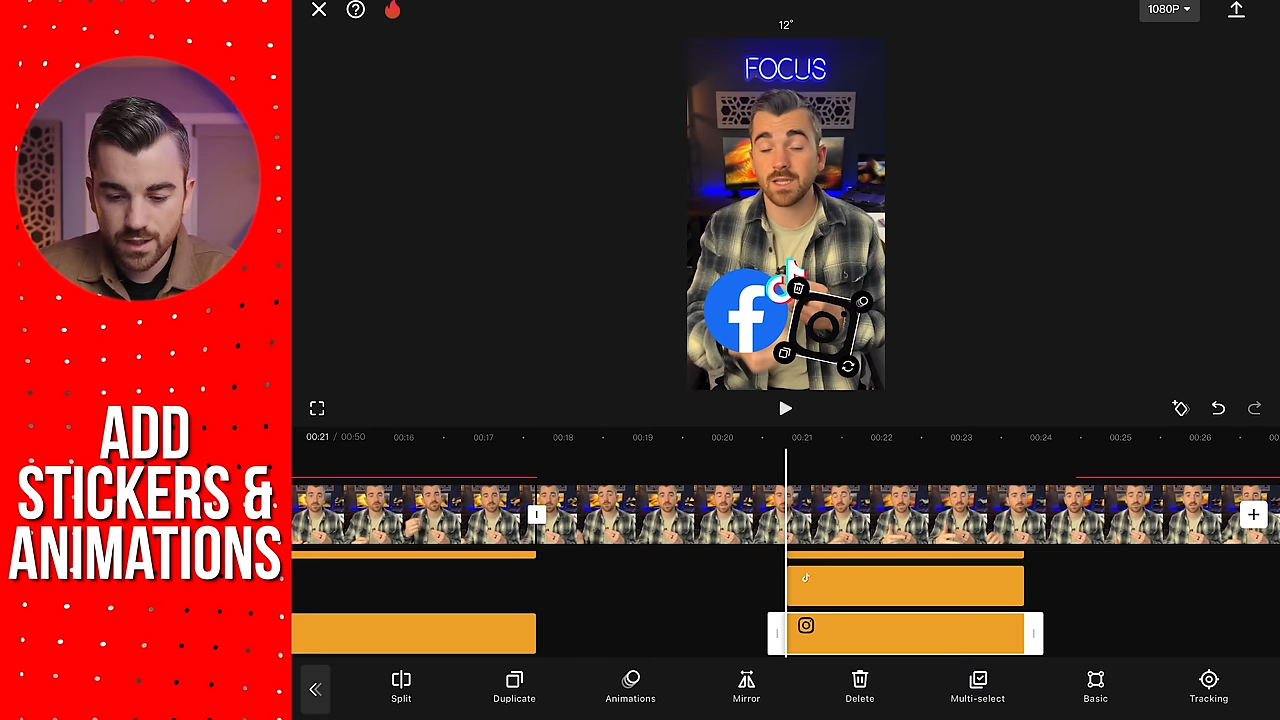 1080P
12°
FOCUS
00:21 / 00:50
00:16
00:17
00:18
00:19
00:20
00:21
00:22
00:23
00:24
00:25
00:26
00
ADD
STICKERS &
ANIMATIONS
Split
Duplicate
Animations
Mirror
Delete
Multi-select
Basic
Tracking